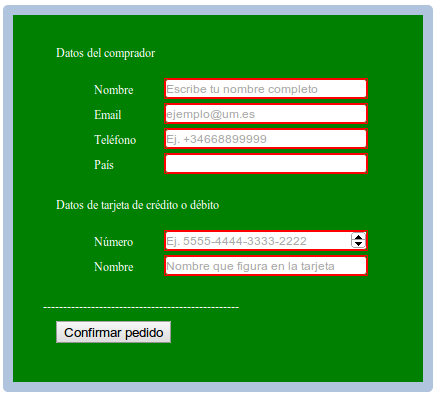 Datos del comprador
Nombre Escribe tu nombre completo
Email ejemplo@um.es
Teléfono Ej. +34668899999
País
Datos de tarjeta de crédito o débito
Número Ej. 5555-4444-3333-2222
Nombre Nombre que figura en la tarjeta
-------------------------------------------------
Confirmar pedido